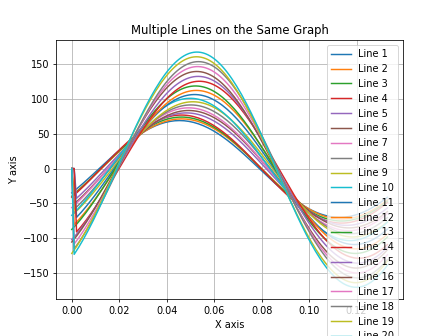 Multiple Lines on the Same Graph
Y axis
150
100
50
0
−50
−100
−150
0.00
0.02
0.04
0.06
0.08
0.10
X axis
Line 1
Line 2
Line 3
Line 4
Line 5
Line 6
Line 7
Line 8
Line 9
Line 10
Line 11
Line 12
Line 13
Line 14
Line 15
Line 16
Line 17
Line 18
Line 19
Line 20